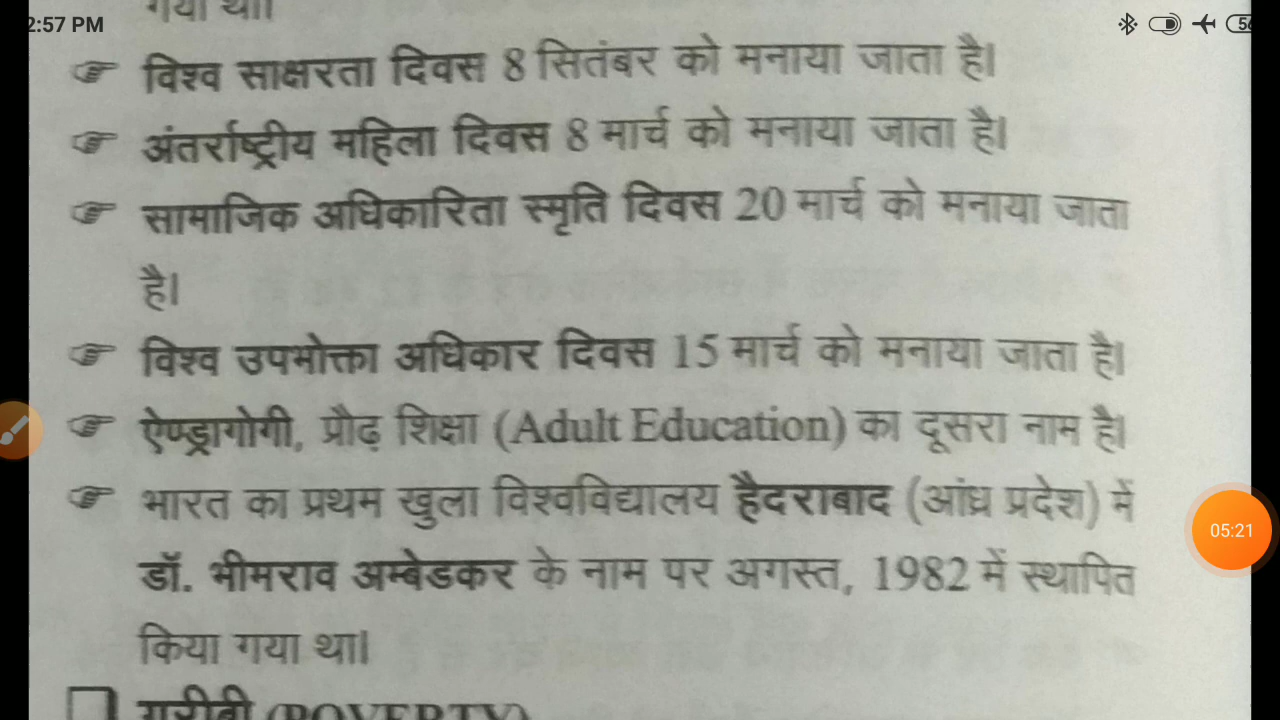 गया था।
2:57 PM
विश्व साक्षरता दिवस 8 सितंबर को मनाया जाता है।
अंतर्राष्ट्रीय महिला दिवस 8 मार्च को मनाया जाता है।
सामाजिक अधिकारिता स्मृति दिवस 20 मार्च को मनाया जाता
है।
विश्व उपभोक्ता अधिकार दिवस 15 मार्च को मनाया जाता है।
ऐण्ड्रागोगी, प्रौढ़ शिक्षा (Adult Education) का दूसरा नाम है।
भारत का प्रथम खुला विश्वविद्यालय हैदराबाद (आंध्र प्रदेश) में
05:21
डॉ. भीमराव अम्बेडकर के नाम पर अगस्त, 1982 में स्थापित
किया गया था।
गरीबी (POVERTY)